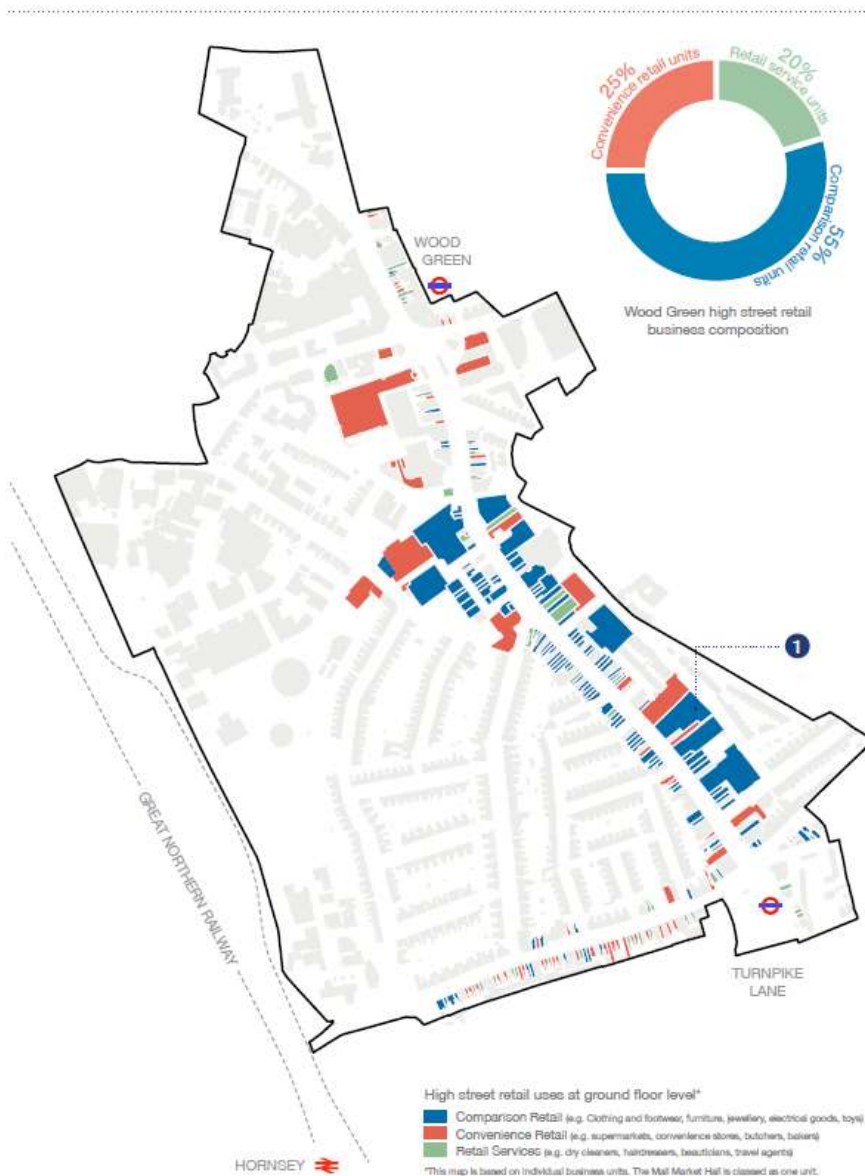 25%
Convenience retail units
20%
Retail service units
55%
Comparison retail units
Wood Green high street retail
business composition
WOOD
GREEN
1
GREAT NORTHERN RAILWAY
TURNPIKE
LANE
HORNSEY
High street retail uses at ground floor level*
Comparison Retail (e.g. Clothing and footwear, furniture, jewellery, electrical goods, toys)
Convenience Retail (e.g. supermarkets, convenience stores, butchers, bakers)
Retail Services (e.g. dry cleaners, hairdressers, beauticians, travel agents)
*This map is based on individual business units. The Mall Market Hall is classed as one unit.